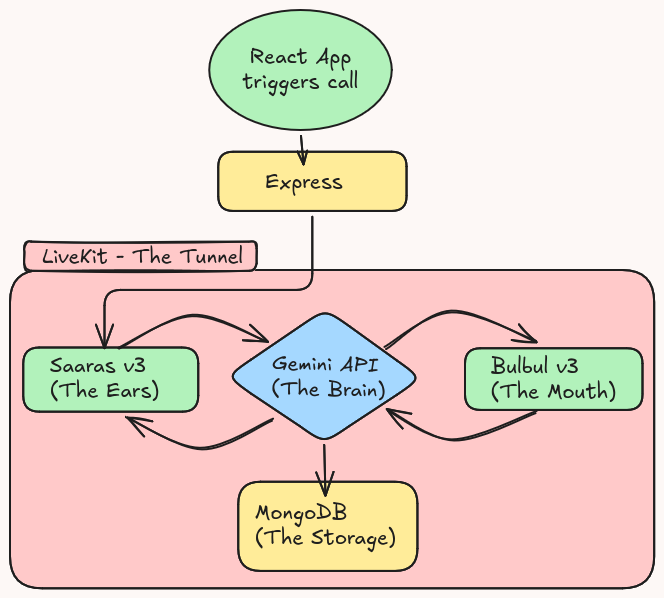 React App
triggers call
Express
LiveKit - The Tunnel
Saaras v3
(The Ears)
Gemini API
(The Brain)
Bulbul v3
(The Mouth)
MongoDB
(The Storage)